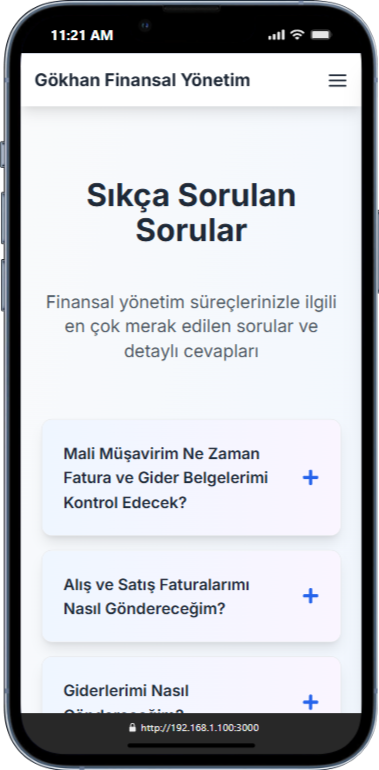 11:21 AM
Gökhan Finansal Yönetim
Sıkça Sorulan
Sorular
Finansal yönetim süreçlerinizle ilgili
en çok merak edilen sorular ve
detaylı cevapları
Mali Müşavirim Ne Zaman
Fatura ve Gider Belgelerimi
Kontrol Edecek?
Alış ve Satış Faturalarımı
Nasıl Göndereceğim?
Giderlerimi Nasıl
http://192.168.1.100:3000